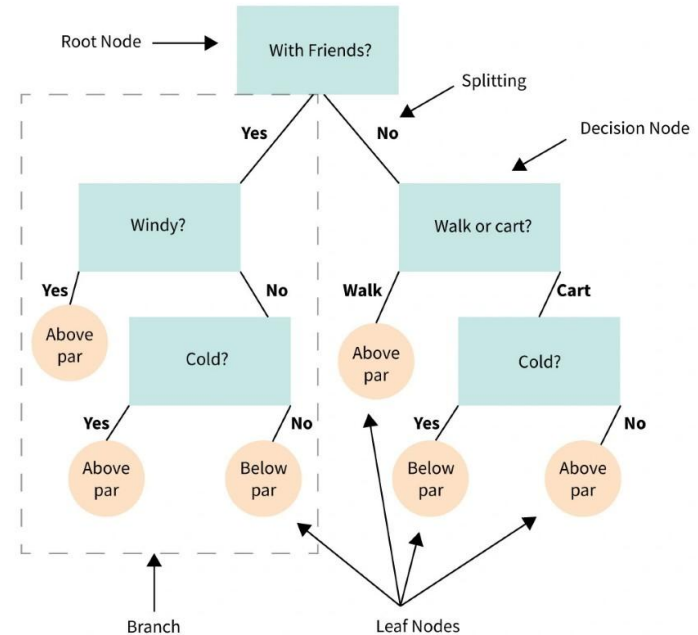 Root Node
With Friends?
Splitting
Yes
No
Decision Node
Windy?
Walk or cart?
Yes
No
Walk
Cart
Above
par
Cold?
Above
par
Cold?
Yes
No
Yes
No
Above
par
Below
par
Below
par
Above
par
Branch
Leaf Nodes